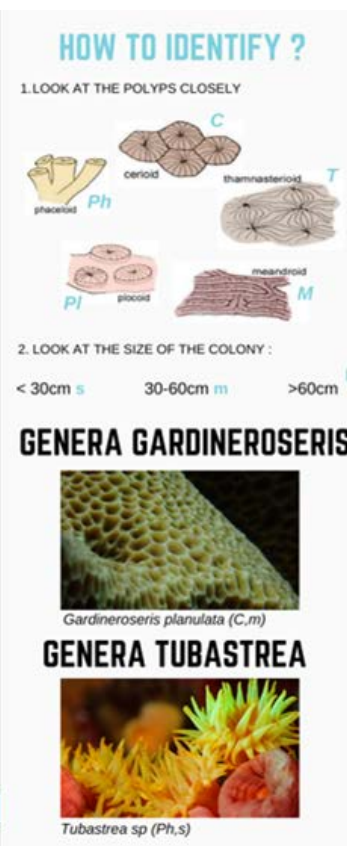 HOW TO IDENTIFY ?
1.LOOK AT THE POLYPS CLOSELY
C
cerioid
thamnasterioid T
phaceloid Ph
meandroid
plocoid
Pl
M
2. LOOK AT THE SIZE OF THE COLONY :
< 30cm s 30-60cm m >60cm
GENERA GARDINEROSERIS
Gardineroseris planulata (C,m)
GENERA TUBASTREA
Tubastrea sp (Ph,s)